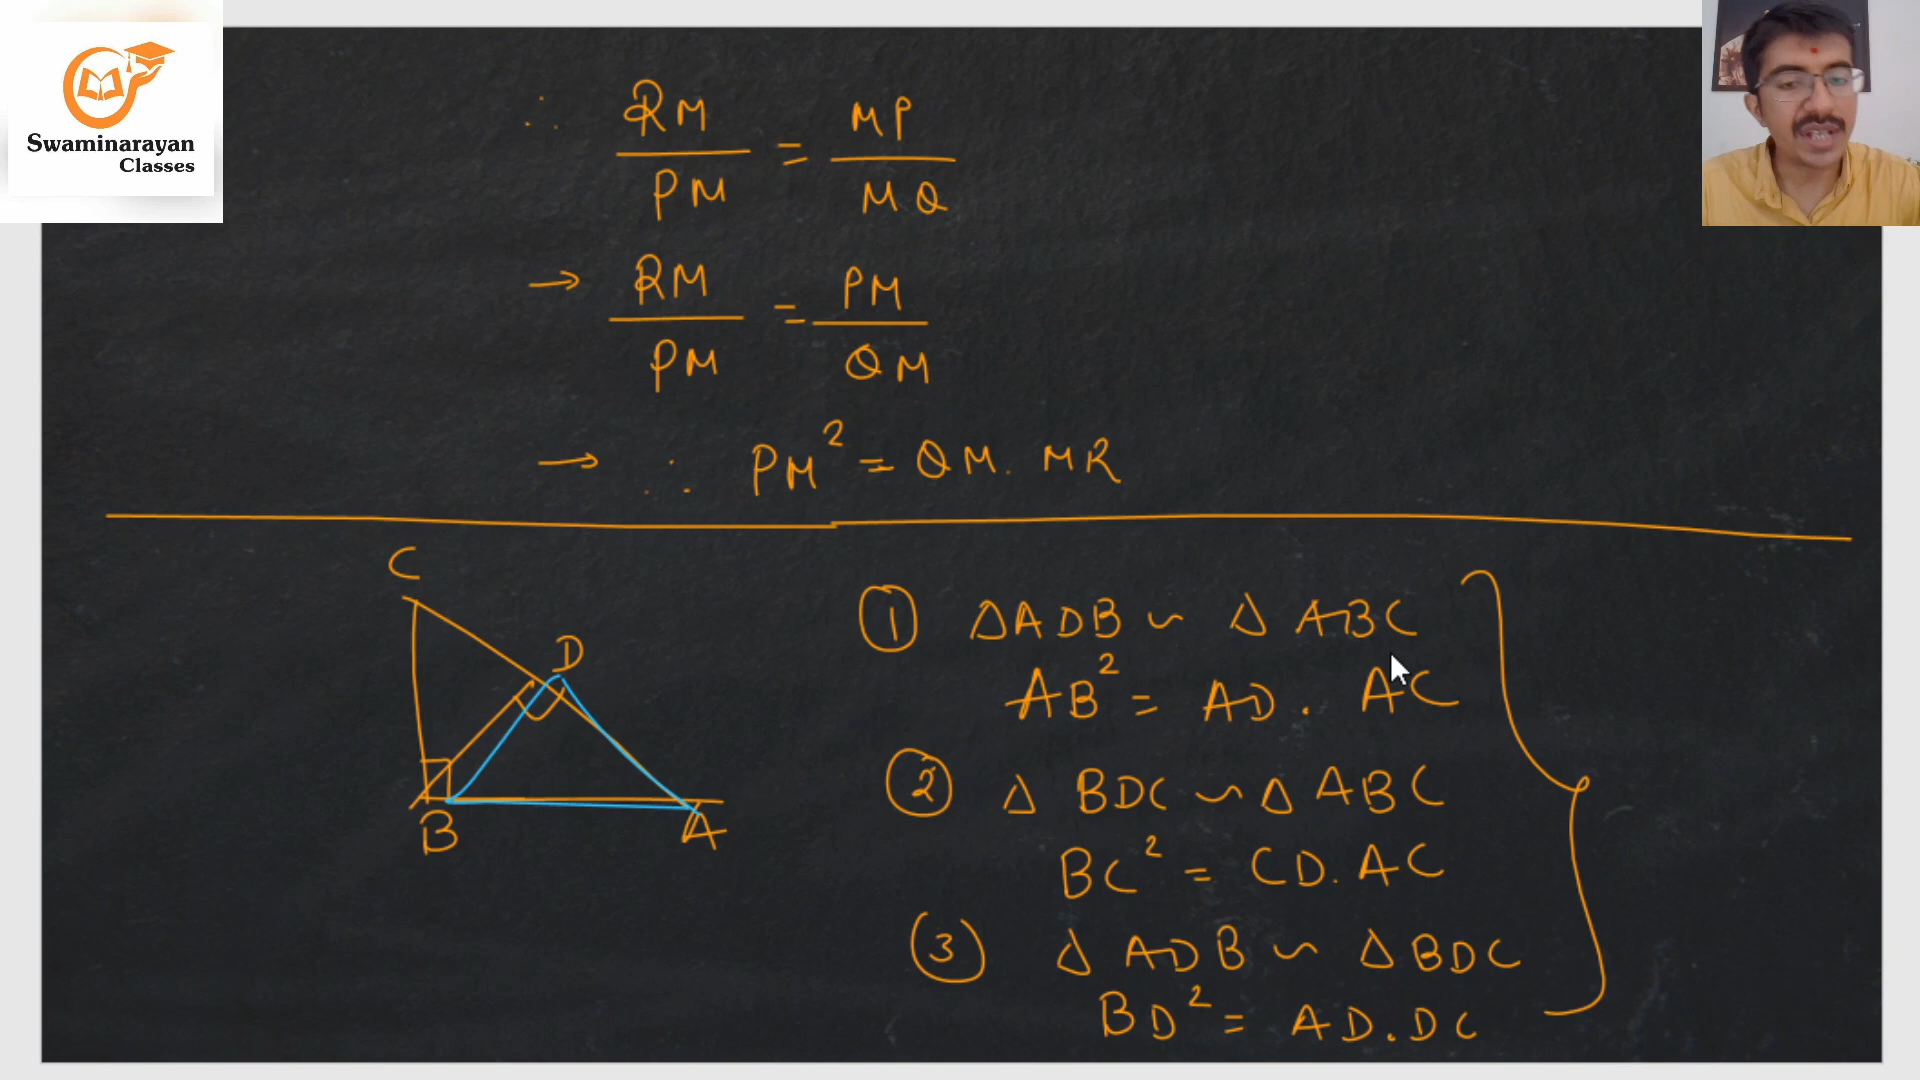 Swaminarayan
Classes
∴ RM/PM = MP/MQ
→ RM/PM = PM/QM
→ ∴ PM² = QM . MR
C
D
B
A
① △ADB ~ △ABC
AB² = AD . AC
② △BDC ~ △ABC
BC² = CD . AC
③ △ADB ~ △BDC
BD² = AD . DC